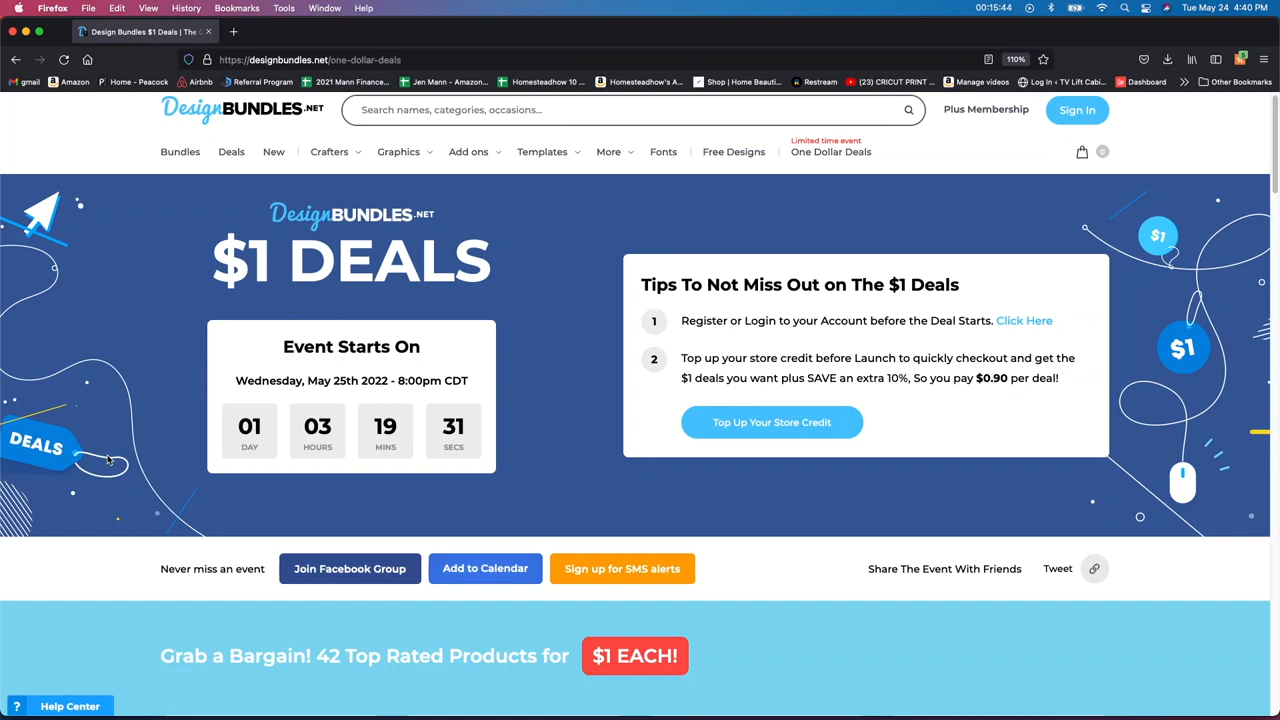 Firefox File Edit View History Bookmarks Tools Window Help 00:15:44 Tue May 24 4:40 PM
Design Bundles $1 Deals | The
https://designbundles.net/one-dollar-deals 110%
gmail Amazon Home - Peacock Airbnb Referral Program 2021 Mann Finance... Jen Mann - Amazon... Homesteadhow 10 ... Homesteadhow's A... Shop | Home Beauti... Restream (23) CRICUT PRINT ... Manage videos Log In ‹ TV Lift Cabi... Dashboard Other Bookmarks
DesignBUNDLES.NET Search names, categories, occasions... Plus Membership Sign In
Limited time event
Bundles Deals New Crafters Graphics Add ons Templates More Fonts Free Designs One Dollar Deals 0
DesignBUNDLES.NET
$1 DEALS
Event Starts On
Wednesday, May 25th 2022 - 8:00pm CDT
01 03 19 31
DAY HOURS MINS SECS
Tips To Not Miss Out on The $1 Deals
1 Register or Login to your Account before the Deal Starts. Click Here
2 Top up your store credit before Launch to quickly checkout and get the
$1 deals you want plus SAVE an extra 10%, So you pay $0.90 per deal!
Top Up Your Store Credit
DEALS
$1
$1
Never miss an event Join Facebook Group Add to Calendar Sign up for SMS alerts Share The Event With Friends Tweet
Grab a Bargain! 42 Top Rated Products for $1 EACH!
? Help Center